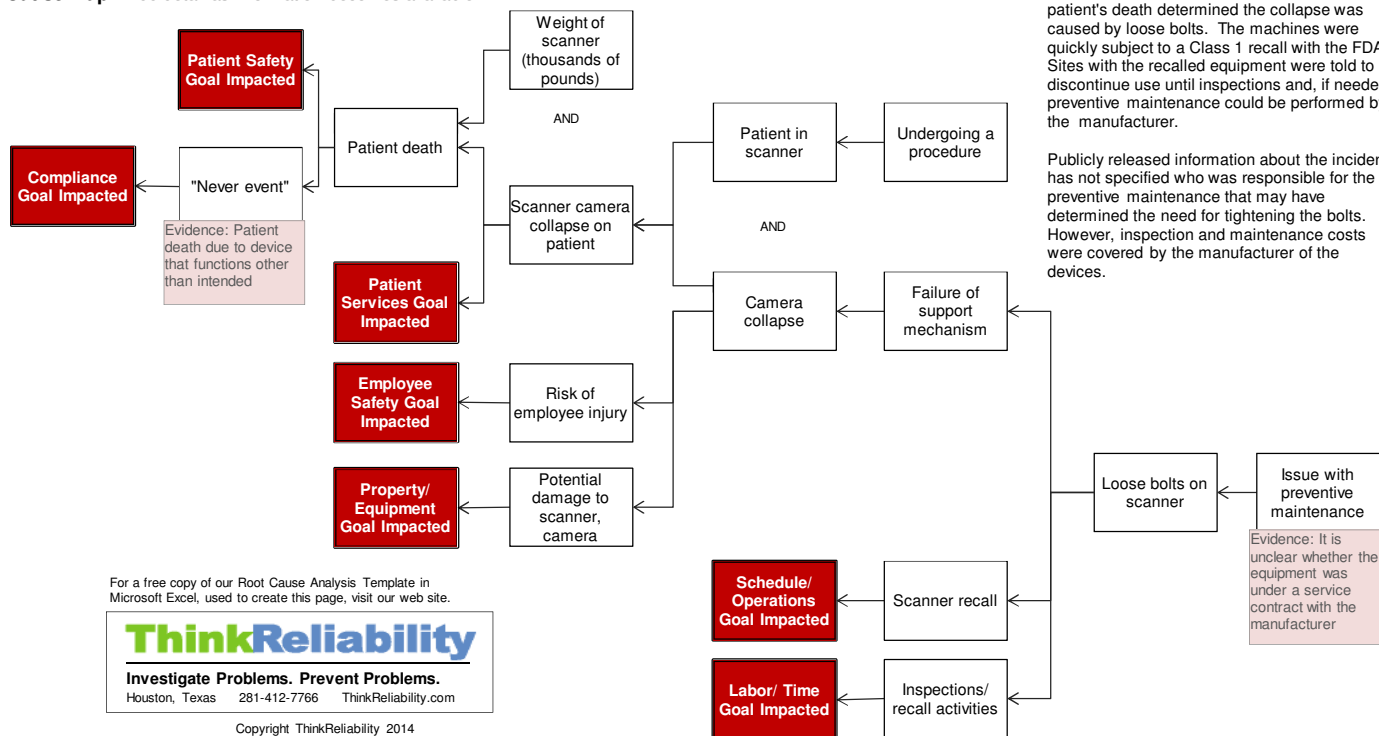 Weight of
scanner
(thousands of
pounds)
Patient Safety
Goal Impacted
AND
Patient death
Patient in
scanner
Undergoing a
procedure
Compliance
Goal Impacted
"Never event"
Evidence: Patient
death due to device
that functions other
than intended
Scanner camera
collapse on
patient
AND
Patient
Services Goal
Impacted
Camera
collapse
Failure of
support
mechanism
Employee
Safety Goal
Impacted
Risk of
employee injury
Property/
Equipment
Goal Impacted
Potential
damage to
scanner,
camera
Loose bolts on
scanner
Issue with
preventive
maintenance
Evidence: It is
unclear whether the
equipment was
under a service
contract with the
manufacturer
Schedule/
Operations
Goal Impacted
Scanner recall
Labor/ Time
Goal Impacted
Inspections/
recall activities
patient's death determined the collapse was
caused by loose bolts. The machines were
quickly subject to a Class 1 recall with the
Sites with the recalled equipment were told to
discontinue use until inspections and, if
preventive maintenance could be performed
the manufacturer.
Publicly released information about the
has not specified who was responsible for the
preventive maintenance that may have
determined the need for tightening the bolts.
However, inspection and maintenance costs
were covered by the manufacturer of the
devices.
For a free copy of our Root Cause Analysis Template in
Microsoft Excel, used to create this page, visit our web site.
ThinkReliability
Investigate Problems. Prevent Problems.
Houston, Texas 281-412-7766 ThinkReliability.com
Copyright ThinkReliability 2014